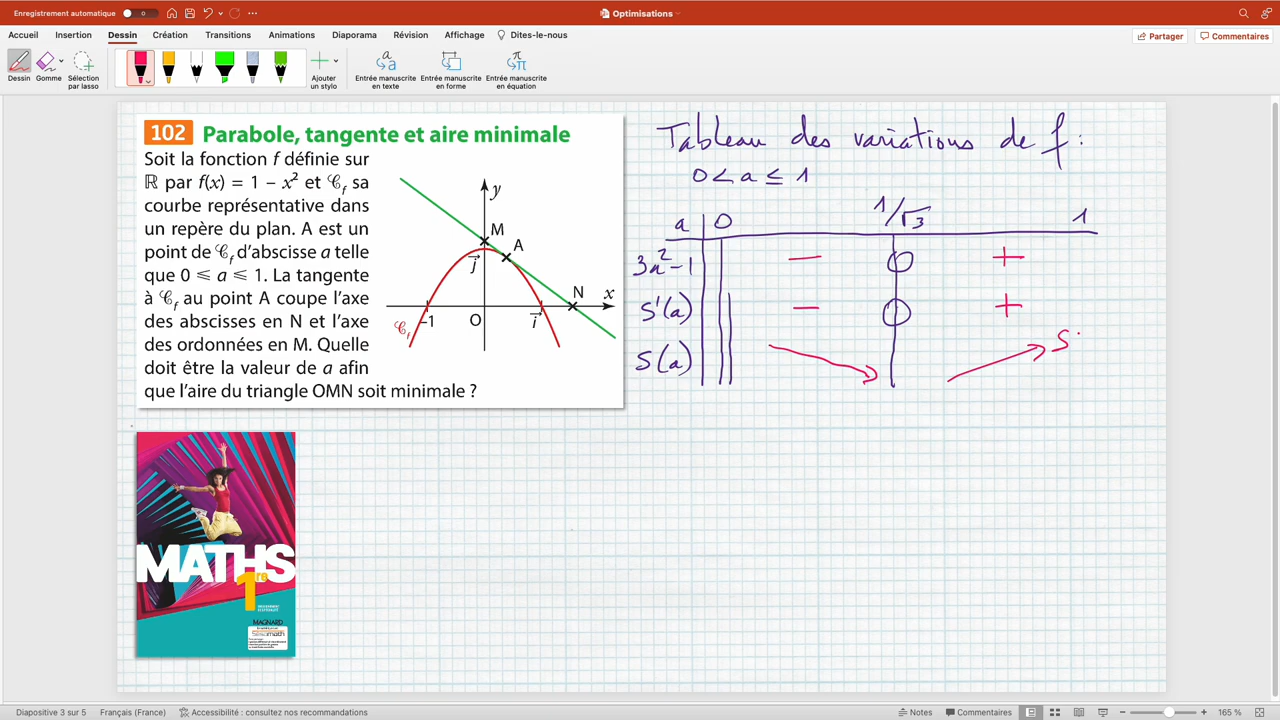 Enregistrement automatique
Optimisations
Accueil Insertion Dessin Création Transitions Animations Diaporama Révision Affichage Dites-le-nous
Partager Commentaires
Dessin Gomme Sélection par lasso
Ajouter un stylo
Entrée manuscrite en texte
Entrée manuscrite en forme
Entrée manuscrite en équation
102 Parabole, tangente et aire minimale
Soit la fonction f définie sur
ℝ par f(x) = 1 – x² et 𝒞f sa
courbe représentative dans
un repère du plan. A est un
point de 𝒞f d'abscisse a telle
que 0 ⩽ a ⩽ 1. La tangente
à 𝒞f au point A coupe l'axe
des abscisses en N et l'axe
des ordonnées en M. Quelle
doit être la valeur de a afin
que l'aire du triangle OMN soit minimale ?
y
M
A
j
N x
𝒞f -1 O i
Tableau des variations de f :
0 < a ≤ 1
a 0 1/√3 1
3a²-1 − 0 +
S'(a) − 0 +
S(a) S
MATHS
1re
MAGNARD
Sésamath
Diapositive 3 sur 5 Français (France) Accessibilité : consultez nos recommandations Notes Commentaires 165 %